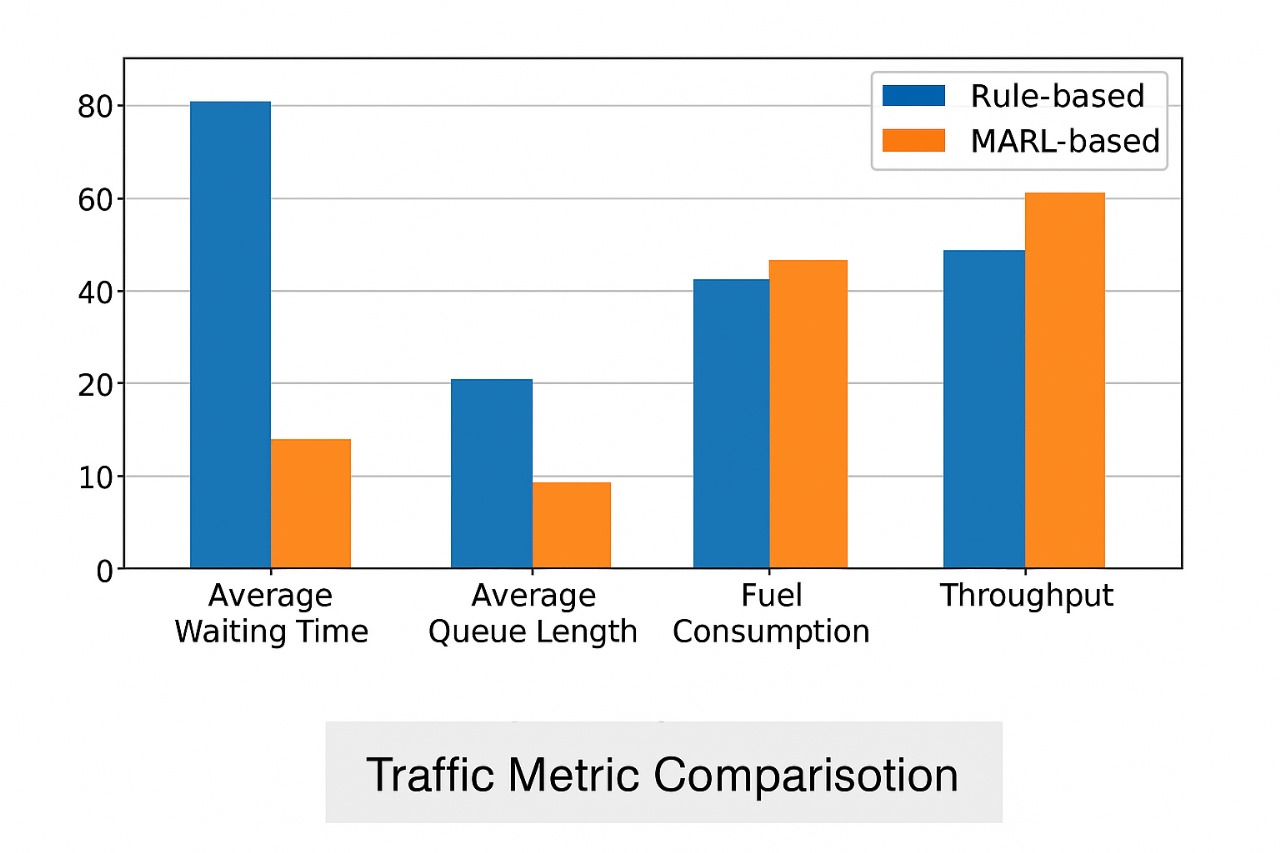 80
60
40
20
10
0
Rule-based
MARL-based
Average
Waiting Time
Average
Queue Length
Fuel
Consumption
Throughput
Traffic Metric Comparisotion